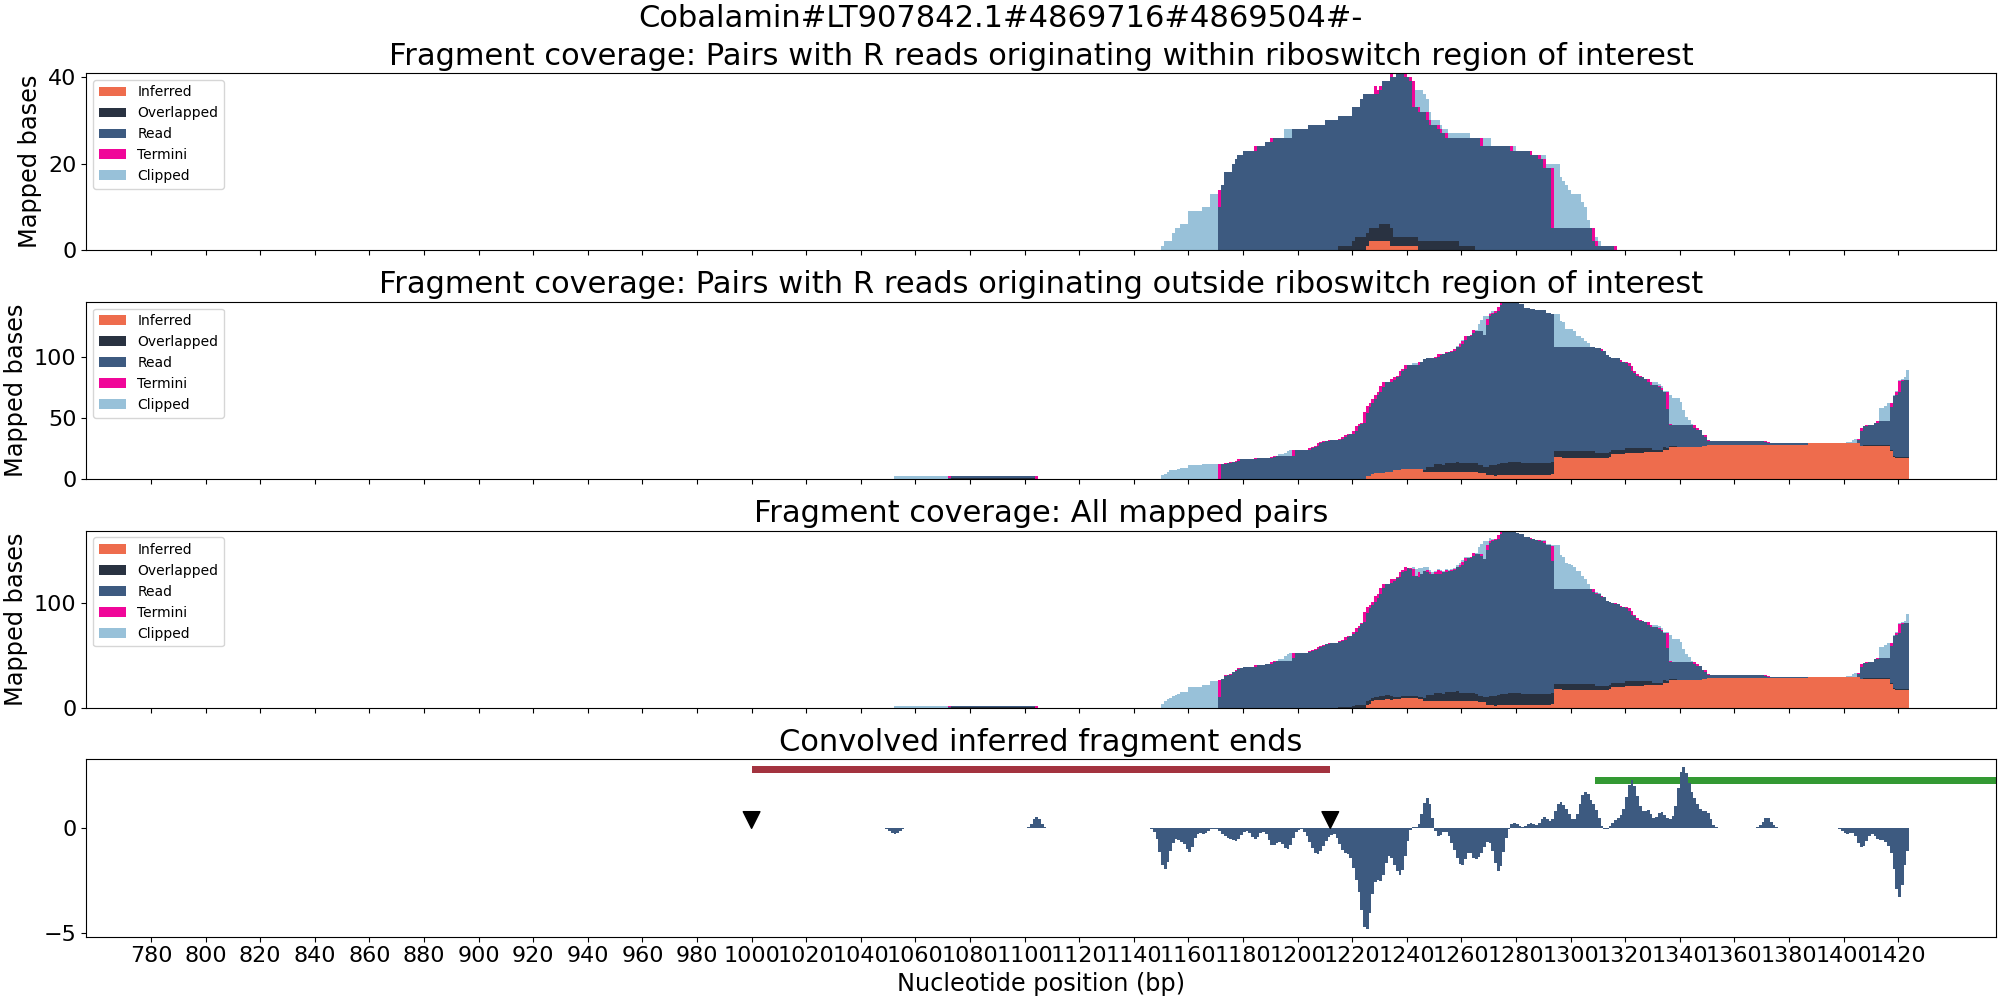 Cobalamin#LT907842.1#4869716#4869504#-
Fragment coverage: Pairs with R reads originating within riboswitch region of interest
Mapped bases
40
20
0
Inferred
Overlapped
Read
Termini
Clipped
Fragment coverage: Pairs with R reads originating outside riboswitch region of interest
Mapped bases
100
50
0
Inferred
Overlapped
Read
Termini
Clipped
Fragment coverage: All mapped pairs
Mapped bases
100
0
Inferred
Overlapped
Read
Termini
Clipped
Convolved inferred fragment ends
0
−5
780 800 820 840 860 880 900 920 940 960 980 1000 1020 1040 1060 1080 1100 1120 1140 1160 1180 1200 1220 1240 1260 1280 1300 1320 1340 1360 1380 1400 1420
Nucleotide position (bp)